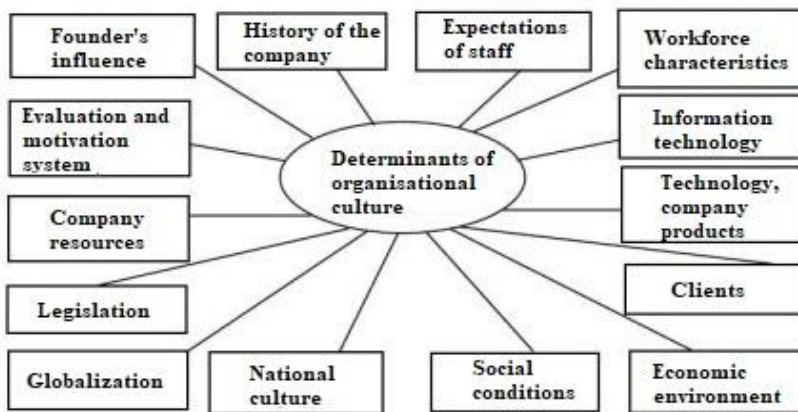 Founder's
influence
History of the
company
Expectations
of staff
Workforce
characteristics
Evaluation and
motivation
system
Determinants of
organisational
culture
Information
technology
Company
resources
Technology,
company
products
Legislation
Clients
Globalization
National
culture
Social
conditions
Economic
environment